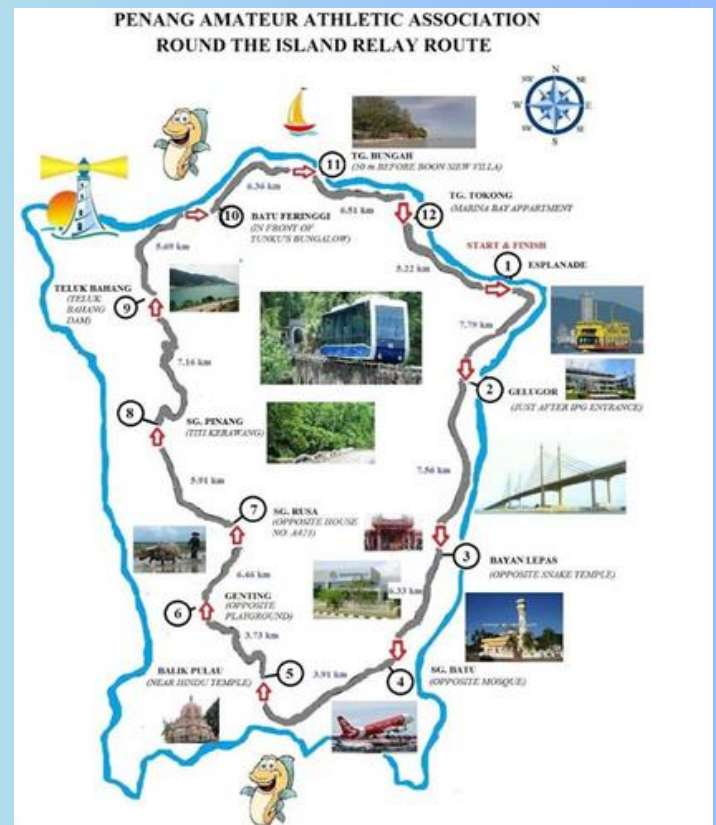 PENANG AMATEUR ATHLETIC ASSOCIATION
ROUND THE ISLAND RELAY ROUTE
N
NW
NE
W
E
SW
SE
S
11
TG. BUNGAH
(50 m BEFORE BOON SIEW VILLA)
6.36 km
6.51 km
12
TG. TOKONG
(MARINA BAY APPARTMENT
10
BATU FERINGGI
(IN FRONT OF
TUNKU'S BUNGALOW)
5.69 km
5.22 km
START & FINISH
1
ESPLANADE
TELUK BAHANG
(TELUK
BAHANG
DAM)
9
7.79 km
7.16 km
2
GELUGOR
(JUST AFTER IPG ENTRANCE)
8
SG. PINANG
(TITI KERAWANG)
7.56 km
5.91 km
7
SG. RUSA
(OPPOSITE HOUSE
NO. A473)
3
BAYAN LEPAS
(OPPOSITE SNAKE TEMPLE)
6.46 km
6.33 km
GENTING
(OPPOSITE
PLAYGROUND)
6
3.73 km
BALIK PULAU
(NEAR HINDU TEMPLE)
5
3.91 km
4
SG. BATU
(OPPOSITE MOSQUE)